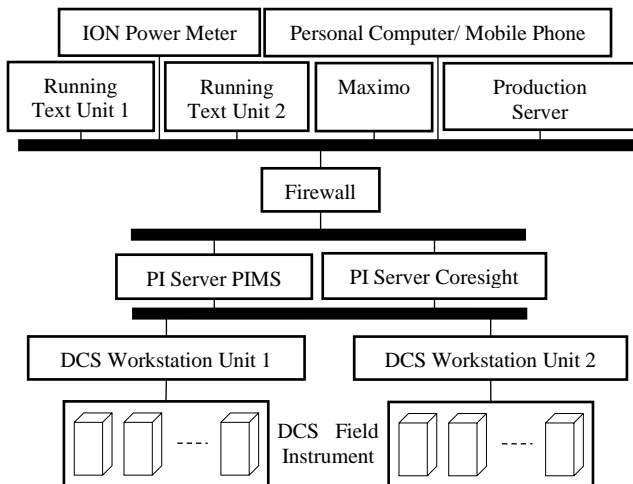 ION Power Meter
Personal Computer/ Mobile Phone
Running
Text Unit 1
Running
Text Unit 2
Maximo
Production
Server
Firewall
PI Server PIMS
PI Server Coresight
DCS Workstation Unit 1
DCS Workstation Unit 2
DCS Field
Instrument